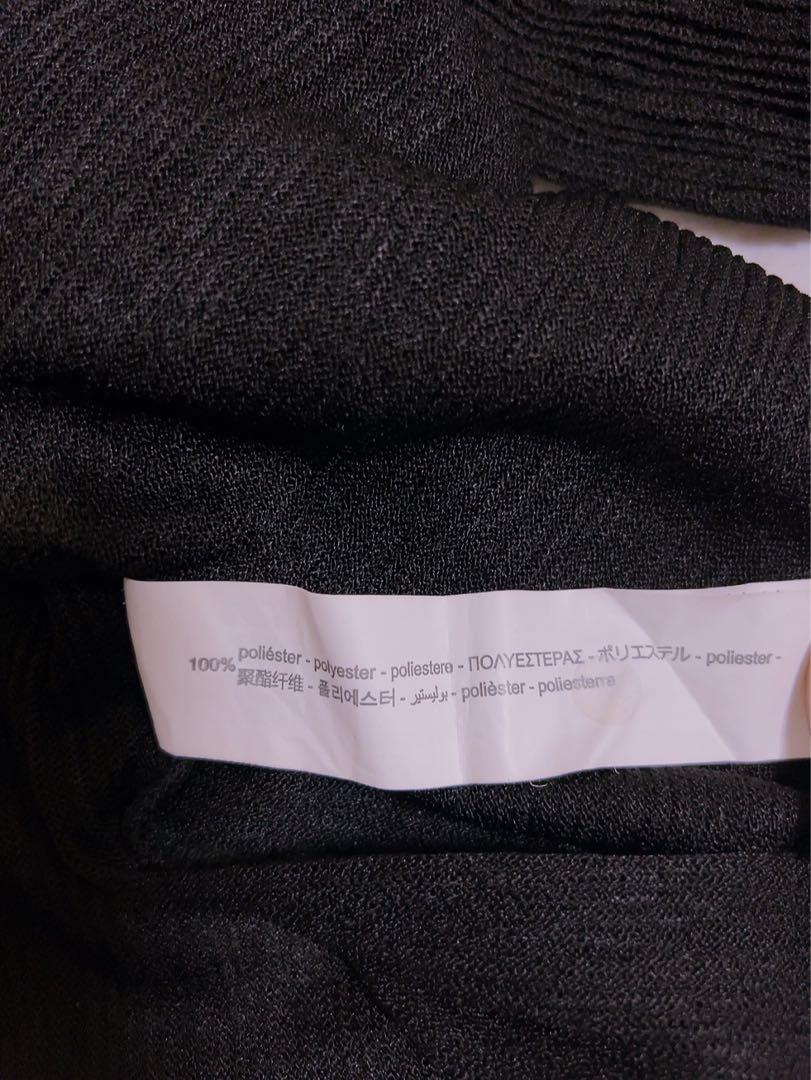 100% poliéster - polyester - poliestere - ΠΟΛΥΕΣΤΕΡΑΣ - ポリエステル - poliester -
聚酯纤维 - 폴리에스터 - بوليستير - polièster - poliesterra